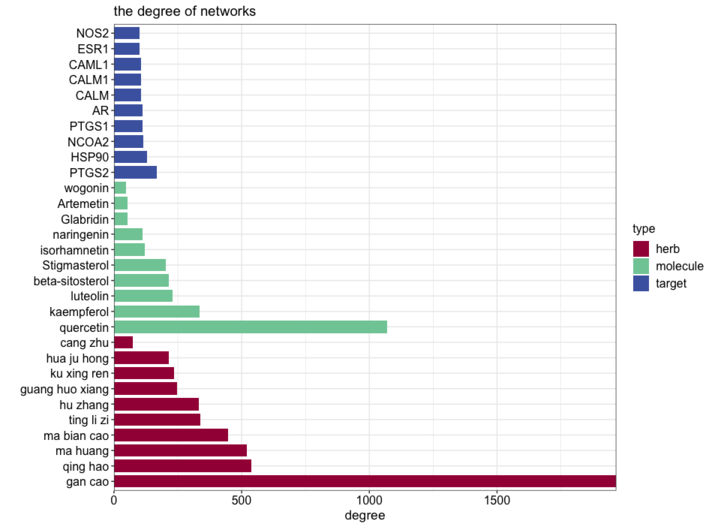 the degree of networks
NOS2
ESR1
CAML1
CALM1
CALM
AR
PTGS1
NCOA2
HSP90
PTGS2
wogonin
Artemetin
Glabridin
naringenin
isorhamnetin
Stigmasterol
beta-sitosterol
luteolin
kaempferol
quercetin
cang zhu
hua ju hong
ku xing ren
guang huo xiang
hu zhang
ting li zi
ma bian cao
ma huang
qing hao
gan cao
0 500 1000 1500
degree
type
herb
molecule
target